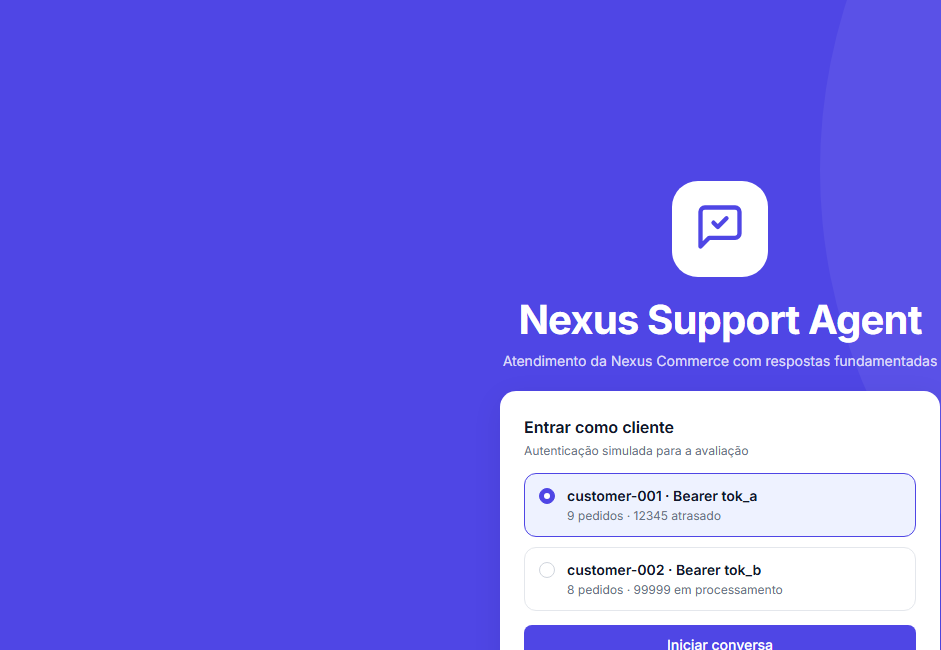 Nexus Support Agent
Atendimento da Nexus Commerce com respostas fundamentadas
Entrar como cliente
Autenticação simulada para a avaliação
customer-001 · Bearer tok_a
9 pedidos · 12345 atrasado
customer-002 · Bearer tok_b
8 pedidos · 99999 em processamento
Iniciar conversa